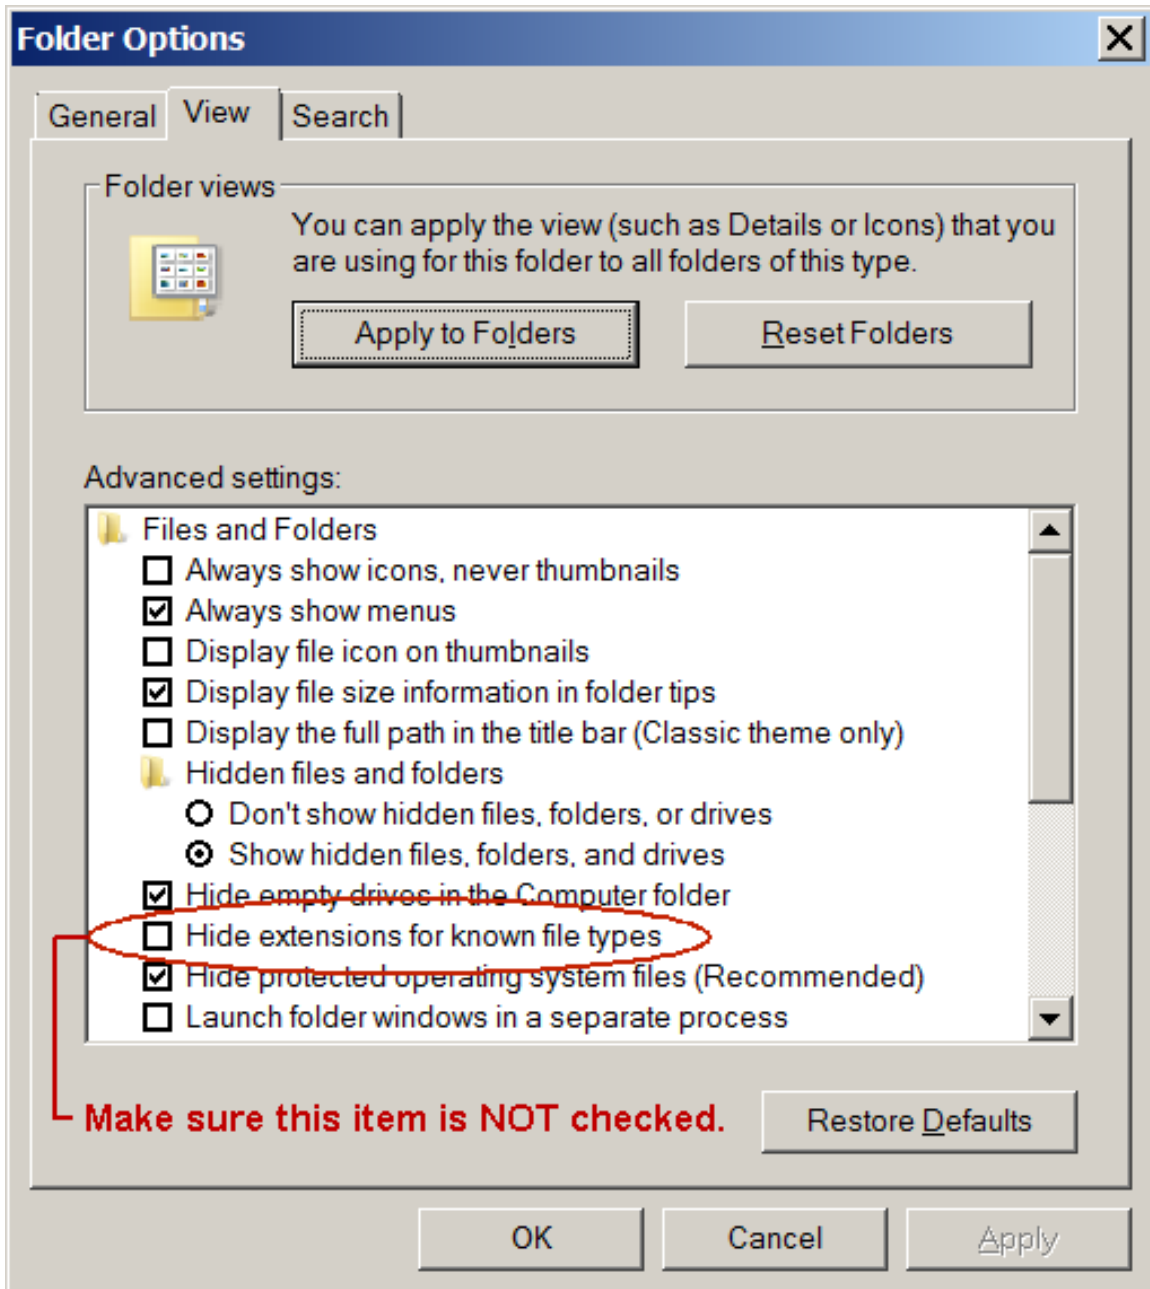 Folder Options
General View Search
Folder views
You can apply the view (such as Details or Icons) that you
are using for this folder to all folders of this type.
Apply to Folders Reset Folders
Advanced settings:
Files and Folders
Always show icons, never thumbnails
Always show menus
Display file icon on thumbnails
Display file size information in folder tips
Display the full path in the title bar (Classic theme only)
Hidden files and folders
Don't show hidden files, folders, or drives
Show hidden files, folders, and drives
Hide empty drives in the Computer folder
Hide extensions for known file types
Hide protected operating system files (Recommended)
Launch folder windows in a separate process
Make sure this item is NOT checked.
Restore Defaults
OK Cancel Apply